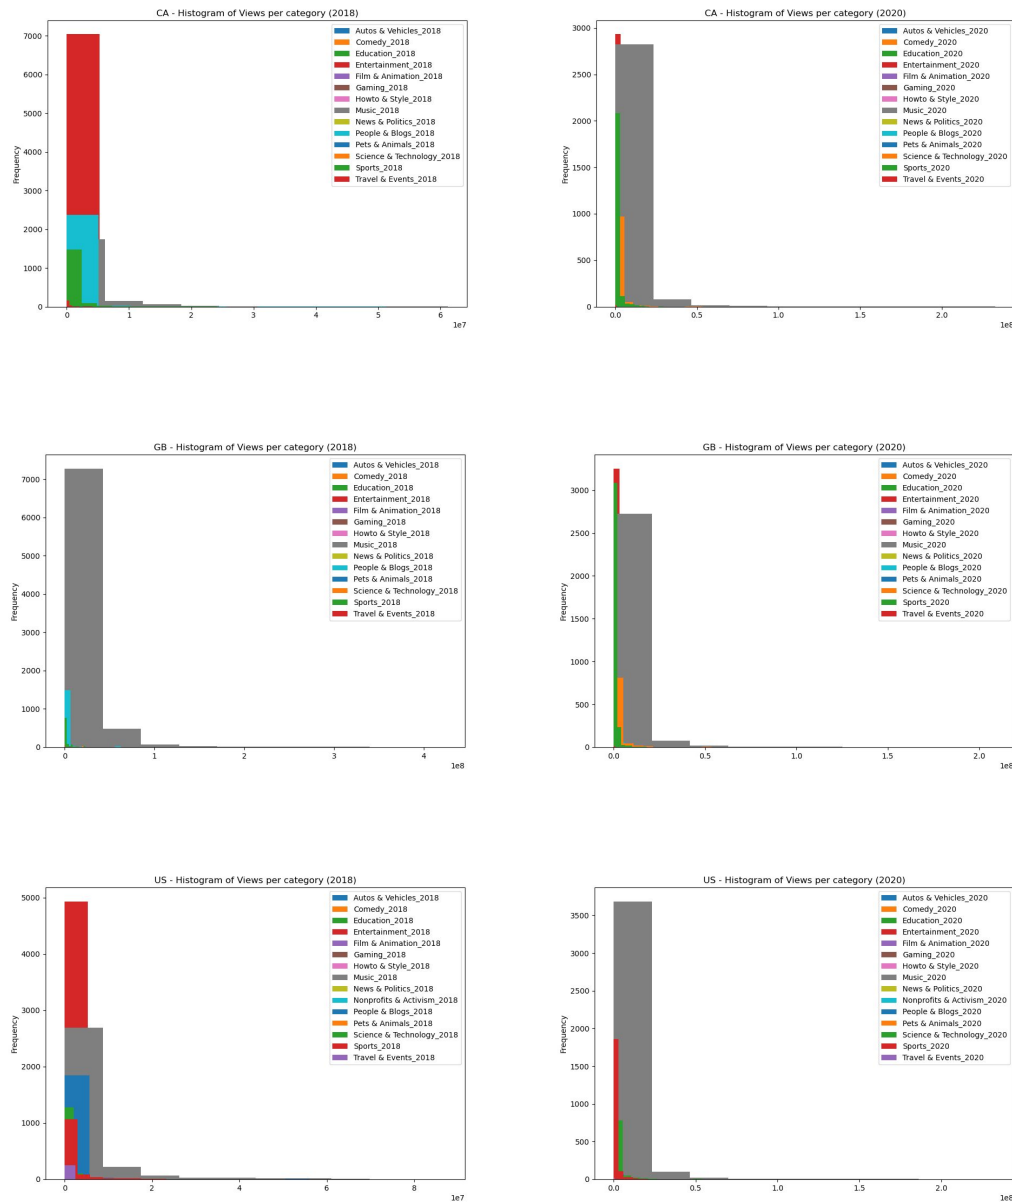 CA - Histogram of Views per category (2018)
Frequency
7000
6000
5000
4000
3000
2000
1000
0
0 1 2 3 4 5 6
1e7
Autos & Vehicles_2018
Comedy_2018
Education_2018
Entertainment_2018
Film & Animation_2018
Gaming_2018
Howto & Style_2018
Music_2018
News & Politics_2018
People & Blogs_2018
Pets & Animals_2018
Science & Technology_2018
Sports_2018
Travel & Events_2018
CA - Histogram of Views per category (2020)
Frequency
3000
2500
2000
1500
1000
500
0
0.0 0.5 1.0 1.5 2.0
1e8
Autos & Vehicles_2020
Comedy_2020
Education_2020
Entertainment_2020
Film & Animation_2020
Gaming_2020
Howto & Style_2020
Music_2020
News & Politics_2020
People & Blogs_2020
Pets & Animals_2020
Science & Technology_2020
Sports_2020
Travel & Events_2020
GB - Histogram of Views per category (2018)
Frequency
7000
6000
5000
4000
3000
2000
1000
0
0 1 2 3 4
1e8
Autos & Vehicles_2018
Comedy_2018
Education_2018
Entertainment_2018
Film & Animation_2018
Gaming_2018
Howto & Style_2018
Music_2018
News & Politics_2018
People & Blogs_2018
Pets & Animals_2018
Science & Technology_2018
Sports_2018
Travel & Events_2018
GB - Histogram of Views per category (2020)
Frequency
3000
2500
2000
1500
1000
500
0
0.0 0.5 1.0 1.5 2.0
1e8
Autos & Vehicles_2020
Comedy_2020
Education_2020
Entertainment_2020
Film & Animation_2020
Gaming_2020
Howto & Style_2020
Music_2020
News & Politics_2020
People & Blogs_2020
Pets & Animals_2020
Science & Technology_2020
Sports_2020
Travel & Events_2020
US - Histogram of Views per category (2018)
Frequency
5000
4000
3000
2000
1000
0
0 2 4 6 8
1e7
Autos & Vehicles_2018
Comedy_2018
Education_2018
Entertainment_2018
Film & Animation_2018
Gaming_2018
Howto & Style_2018
Music_2018
News & Politics_2018
Nonprofits & Activism_2018
People & Blogs_2018
Pets & Animals_2018
Science & Technology_2018
Sports_2018
Travel & Events_2018
US - Histogram of Views per category (2020)
Frequency
3500
3000
2500
2000
1500
1000
500
0
0.0 0.5 1.0 1.5 2.0
1e8
Autos & Vehicles_2020
Comedy_2020
Education_2020
Entertainment_2020
Film & Animation_2020
Gaming_2020
Howto & Style_2020
Music_2020
News & Politics_2020
Nonprofits & Activism_2020
People & Blogs_2020
Pets & Animals_2020
Science & Technology_2020
Sports_2020
Travel & Events_2020